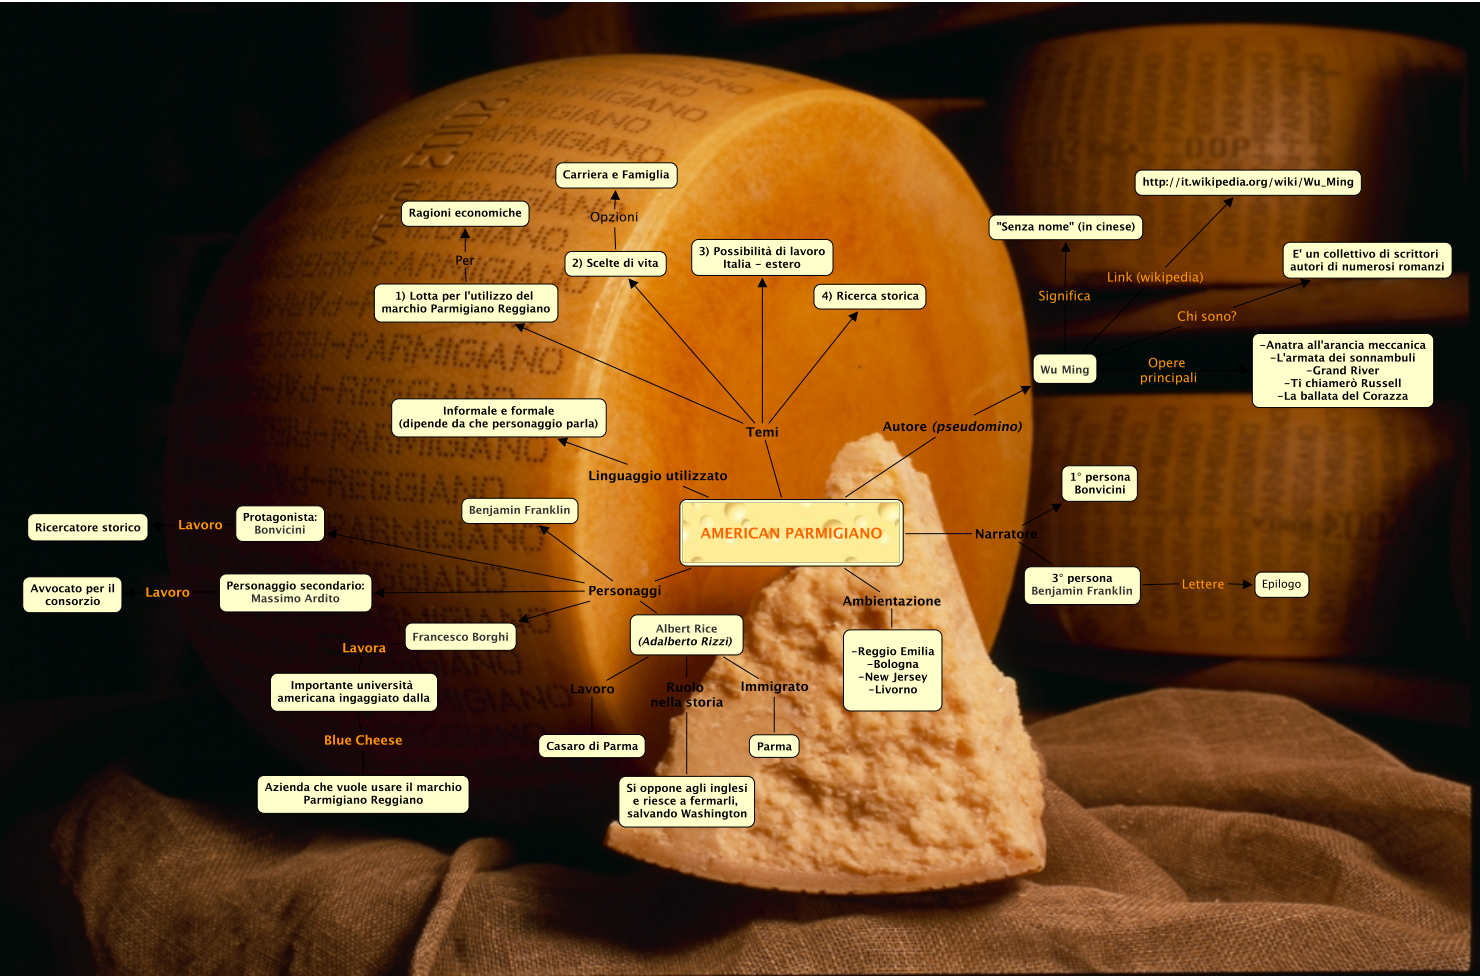 AMERICAN PARMIGIANO
Temi
1) Lotta per l'utilizzo del
marchio Parmigiano Reggiano
Per
Ragioni economiche
2) Scelte di vita
Opzioni
Carriera e Famiglia
3) Possibilità di lavoro
Italia - estero
4) Ricerca storica
Autore (pseudomino)
Wu Ming
Significa
"Senza nome" (in cinese)
Link (wikipedia)
http://it.wikipedia.org/wiki/Wu_Ming
Chi sono?
E' un collettivo di scrittori
autori di numerosi romanzi
Opere
principali
-Anatra all'arancia meccanica
-L'armata dei sonnambuli
-Grand River
-Ti chiamerò Russell
-La ballata del Corazza
Narratore
1° persona
Bonvicini
3° persona
Benjamin Franklin
Lettere
Epilogo
Ambientazione
-Reggio Emilia
-Bologna
-New Jersey
-Livorno
Linguaggio utilizzato
Informale e formale
(dipende da che personaggio parla)
Personaggi
Benjamin Franklin
Protagonista:
Bonvicini
Lavoro
Ricercatore storico
Personaggio secondario:
Massimo Ardito
Lavoro
Avvocato per il
consorzio
Francesco Borghi
Lavora
Importante università
americana ingaggiato dalla
Blue Cheese
Azienda che vuole usare il marchio
Parmigiano Reggiano
Albert Rice
(Adalberto Rizzi)
Lavoro
Casaro di Parma
Ruolo
nella storia
Si oppone agli inglesi
e riesce a fermarli,
salvando Washington
Immigrato
Parma
PARMIGIANO
REGGIANO
DOP